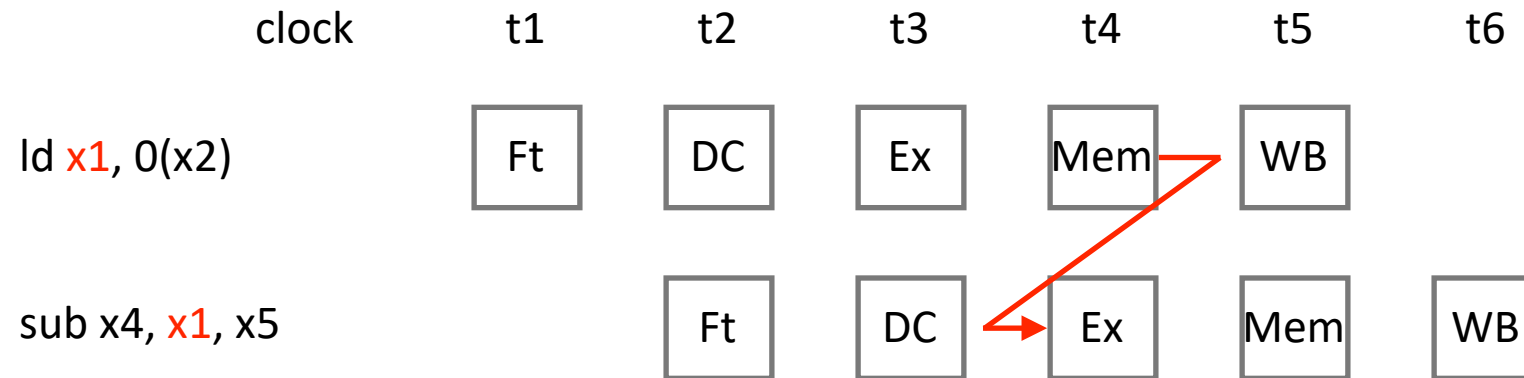 clock t1 t2 t3 t4 t5 t6
ld x1, 0(x2) Ft DC Ex Mem WB
sub x4, x1, x5 Ft DC Ex Mem WB